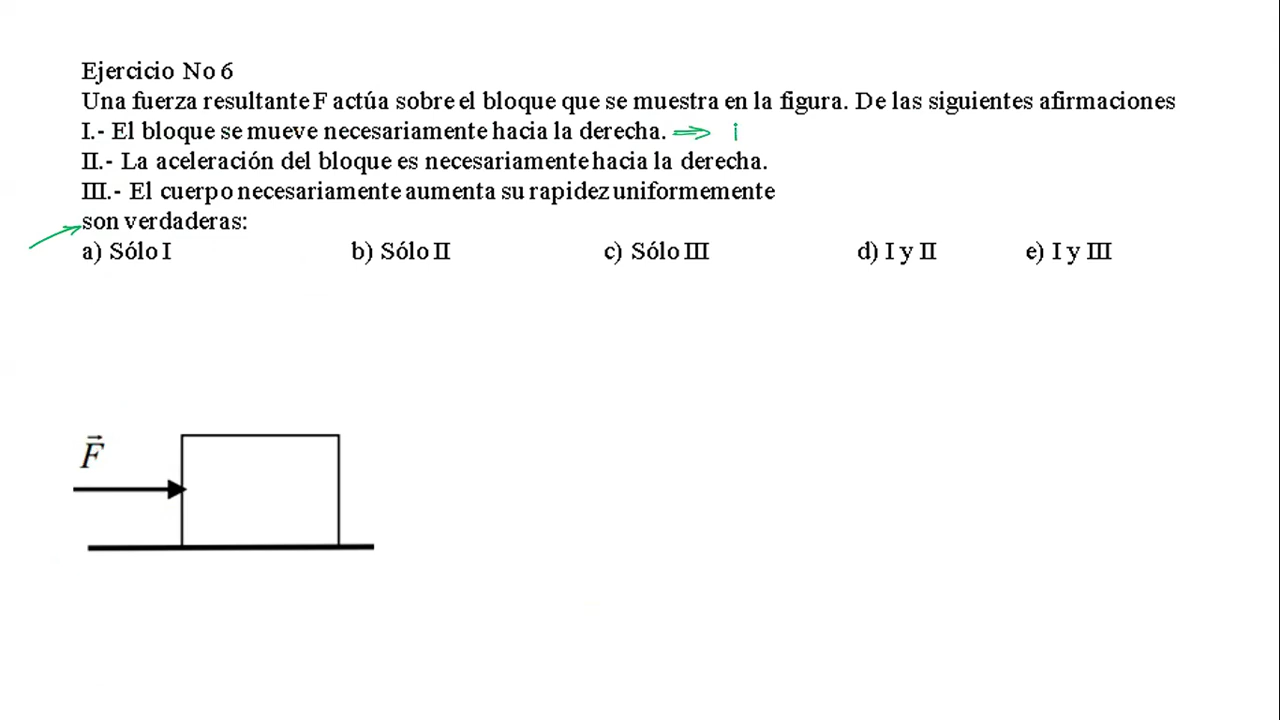 Ejercicio No 6
Una fuerza resultante F actúa sobre el bloque que se muestra en la figura. De las siguientes afirmaciones
I.- El bloque se mueve necesariamente hacia la derecha. ⇒ i
II.- La aceleración del bloque es necesariamente hacia la derecha.
III.- El cuerpo necesariamente aumenta su rapidez uniformemente
son verdaderas:
a) Sólo I b) Sólo II c) Sólo III d) I y II e) I y III
F